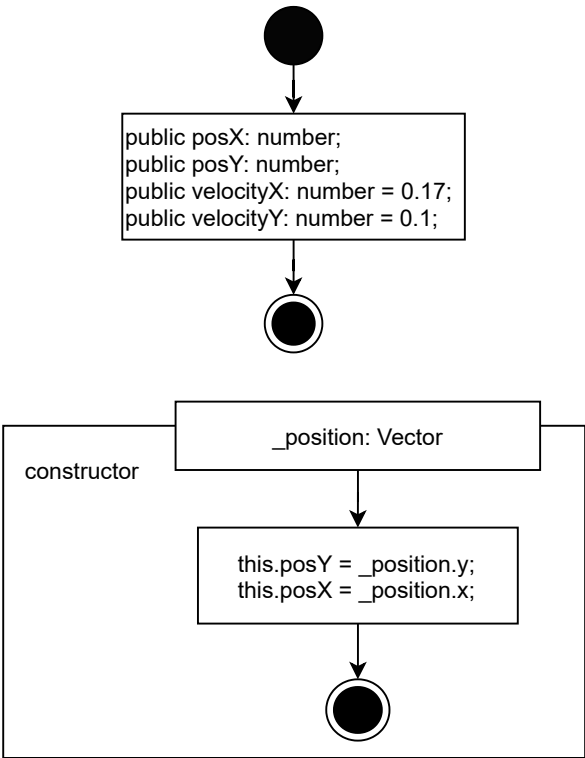 public posX: number;
public posY: number;
public velocityX: number = 0.17;
public velocityY: number = 0.1;
_position: Vector
constructor
this.posY = _position.y;
this.posX = _position.x;